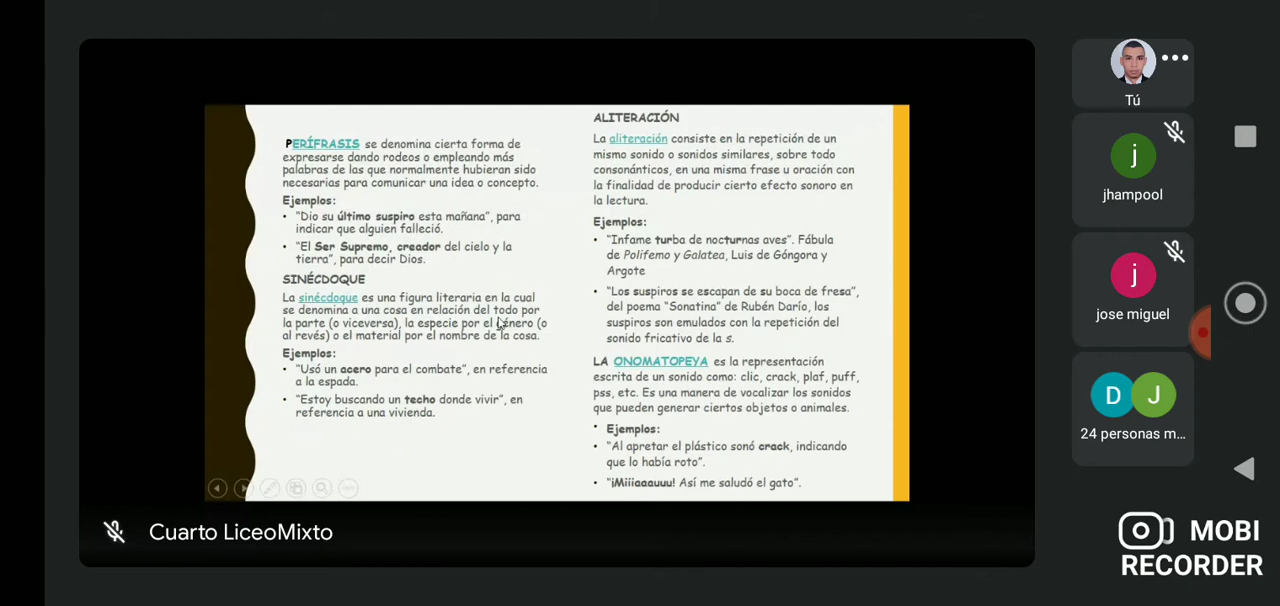 PERÍFRASIS se denomina cierta forma de
expresarse dando rodeos o empleando más
palabras de las que normalmente hubieran sido
necesarias para comunicar una idea o concepto.
Ejemplos:
• "Dio su último suspiro esta mañana", para
indicar que alguien falleció.
• "El Ser Supremo, creador del cielo y la
tierra", para decir Dios.
SINÉCDOQUE
La sinécdoque es una figura literaria en la cual
se denomina a una cosa en relación del todo por
la parte (o viceversa), la especie por el género (o
al revés) o el material por el nombre de la cosa.
Ejemplos:
• "Usó un acero para el combate", en referencia
a la espada.
• "Estoy buscando un techo donde vivir", en
referencia a una vivienda.
ALITERACIÓN
La aliteración consiste en la repetición de un
mismo sonido o sonidos similares, sobre todo
consonánticos, en una misma frase u oración con
la finalidad de producir cierto efecto sonoro en
la lectura.
Ejemplos:
• "Infame turba de nocturnas aves". Fábula
de Polifemo y Galatea, Luis de Góngora y
Argote
• "Los suspiros se escapan de su boca de fresa",
del poema "Sonatina" de Rubén Darío, los
suspiros son emulados con la repetición del
sonido fricativo de la s.
LA ONOMATOPEYA es la representación
escrita de un sonido como: clic, crack, plaf, puff,
pss, etc. Es una manera de vocalizar los sonidos
que pueden generar ciertos objetos o animales.
• Ejemplos:
• "Al apretar el plástico sonó crack, indicando
que lo había roto".
• "¡Miiiaaauuu! Así me saludó el gato".
Cuarto LiceoMixto
Tú
j
jhampool
j
jose miguel
D J
24 personas m...
MOBI
RECORDER